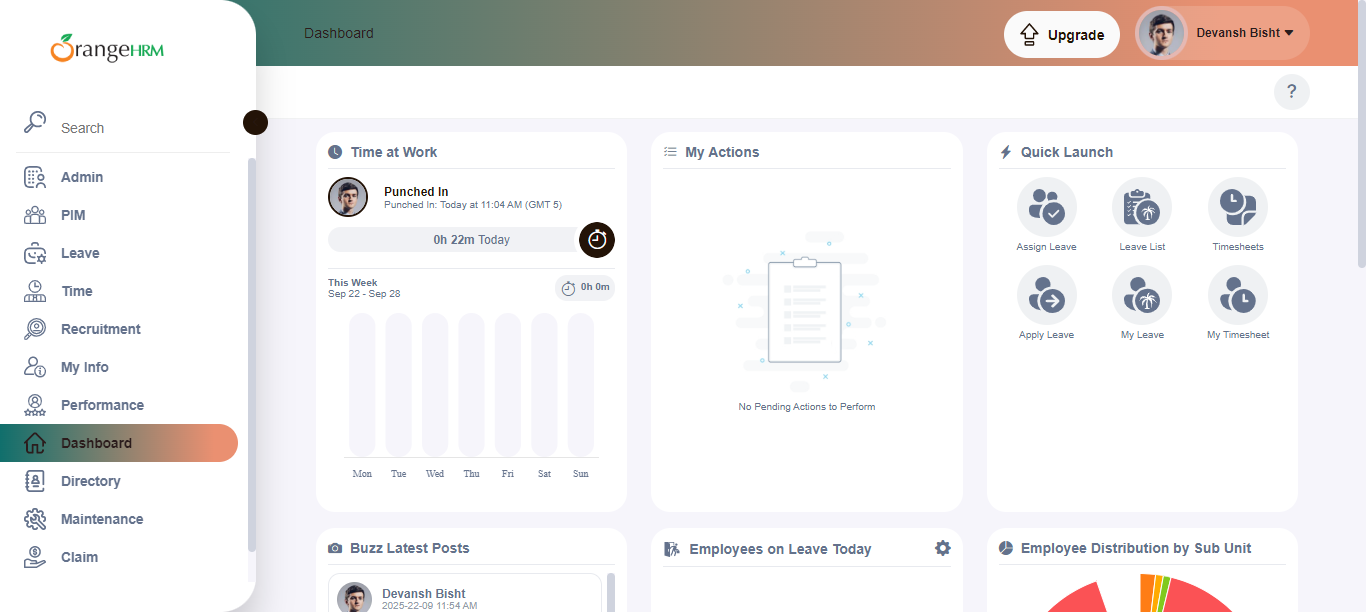 OrangeHRM
Search
Admin
PIM
Leave
Time
Recruitment
My Info
Performance
Dashboard
Directory
Maintenance
Claim
Dashboard
Upgrade
Devansh Bisht
?
Time at Work
Punched In
Punched In: Today at 11:04 AM (GMT 5)
0h 22m Today
This Week
Sep 22 - Sep 28
0h 0m
Mon Tue Wed Thu Fri Sat Sun
My Actions
No Pending Actions to Perform
Quick Launch
Assign Leave
Leave List
Timesheets
Apply Leave
My Leave
My Timesheet
Buzz Latest Posts
Devansh Bisht
2025-22-09 11:54 AM
Employees on Leave Today
Employee Distribution by Sub Unit